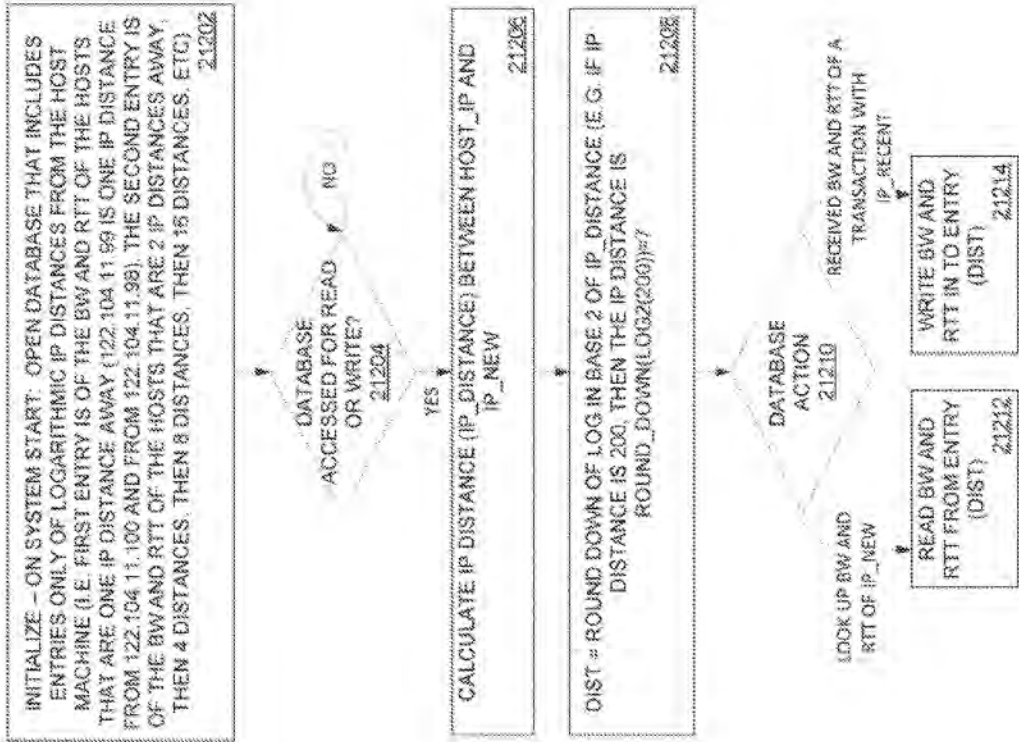 INITIALIZE – ON SYSTEM START: OPEN DATABASE THAT INCLUDES
ENTRIES ONLY OF LOGARITHMIC IP DISTANCES FROM THE HOST
MACHINE (I.E. FIRST ENTRY IS OF THE BW AND RTT OF THE HOSTS
THAT ARE ONE IP DISTANCE AWAY (122.104.11.99 IS ONE IP DISTANCE
FROM 122.104.11.100 AND FROM 122.104.11.98). THE SECOND ENTRY IS
OF THE BW AND RTT OF THE HOSTS THAT ARE 2 IP DISTANCES AWAY,
THEN 4 DISTANCES, THEN 8 DISTANCES, THEN 16 DISTANCES, ETC)
21202
DATABASE
ACCESSED FOR READ
OR WRITE?
21204
NO
YES
CALCULATE IP DISTANCE (IP_DISTANCE) BETWEEN HOST_IP AND
IP_NEW
21206
DIST = ROUND DOWN OF LOG IN BASE 2 OF IP_DISTANCE (E.G. IF IP
DISTANCE IS 200, THEN THE IP DISTANCE IS
ROUND_DOWN(LOG2(200))=7
21208
DATABASE
ACTION
21210
LOOK UP BW AND
RTT OF IP_NEW
RECEIVED BW AND RTT OF A
TRANSACTION WITH
IP_RECENT
READ BW AND
RTT FROM ENTRY
(DIST)
21212
WRITE BW AND
RTT IN TO ENTRY
(DIST)
21214